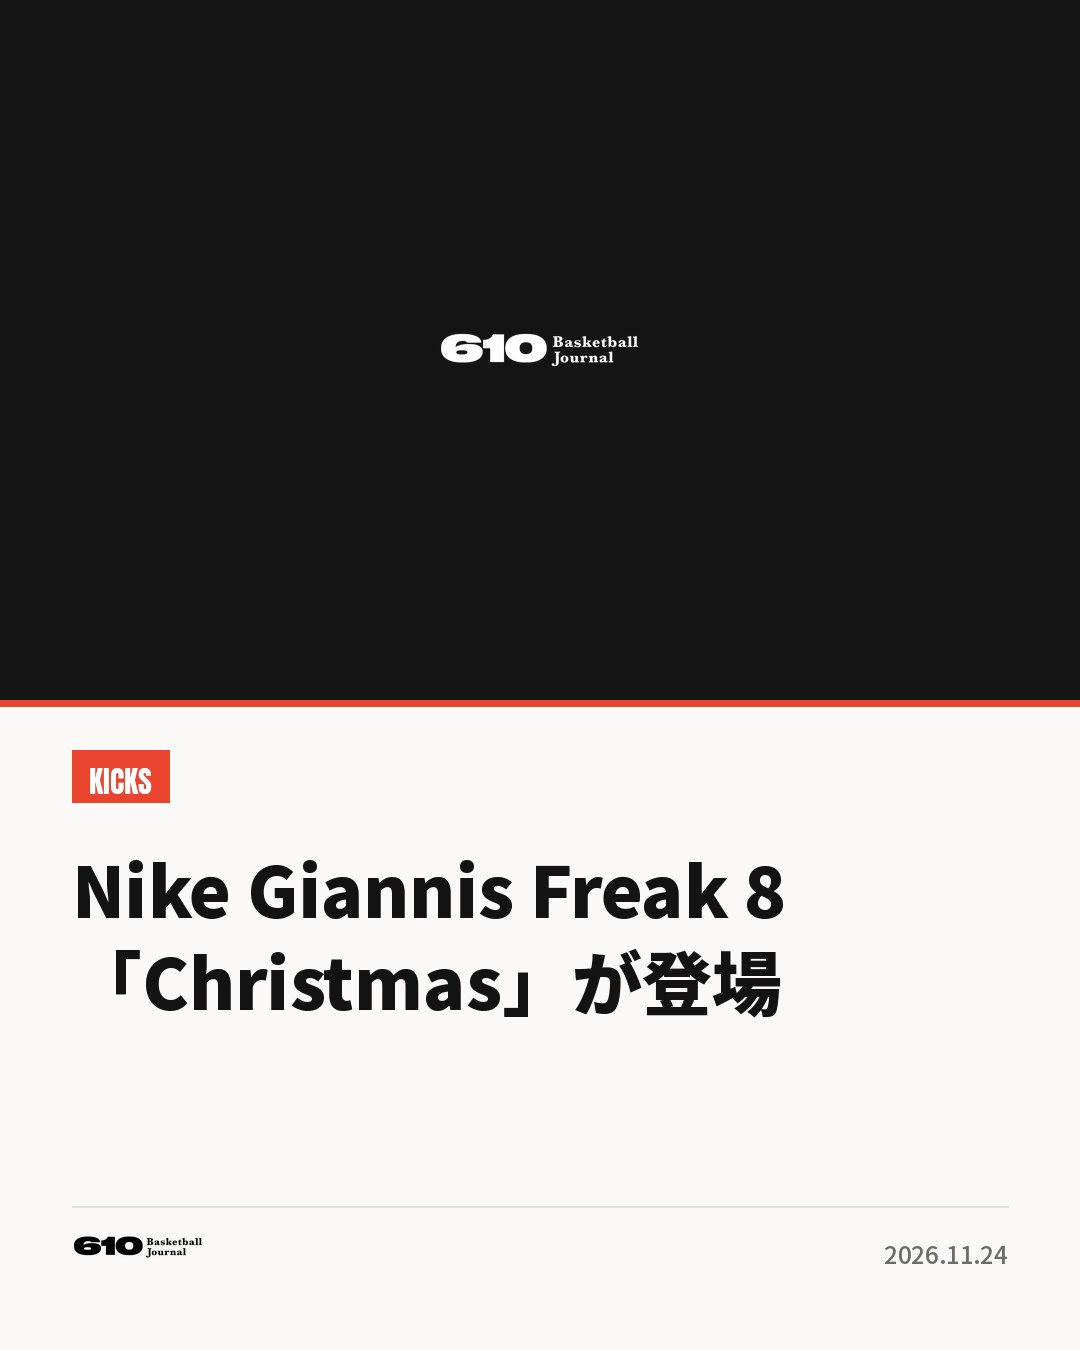 610 Basketball
Journal
KICKS
Nike Giannis Freak 8
「Christmas」が登場
610 Basketball
Journal
2026.11.24